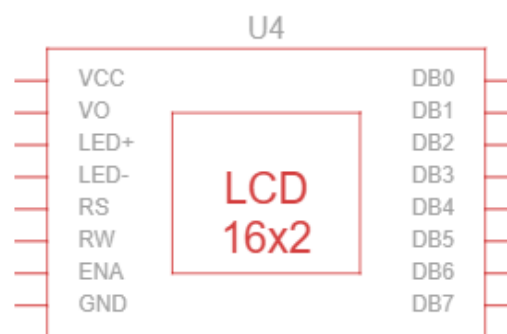 U4
VCC DB0
VO DB1
LED+ DB2
LED- DB3
RS DB4
RW DB5
ENA DB6
GND DB7
LCD
16x2